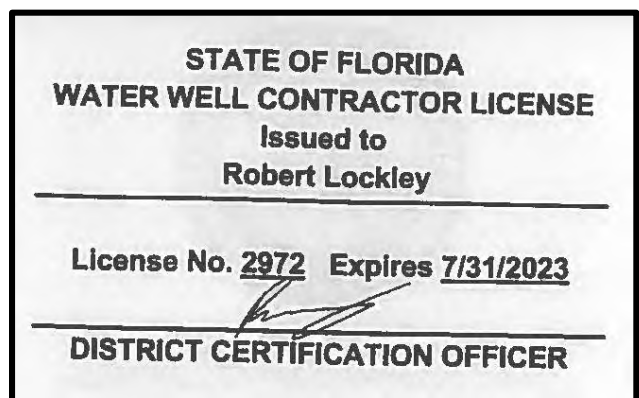 STATE OF FLORIDA
WATER WELL CONTRACTOR LICENSE
Issued to
Robert Lockley
License No. 2972 Expires 7/31/2023
DISTRICT CERTIFICATION OFFICER